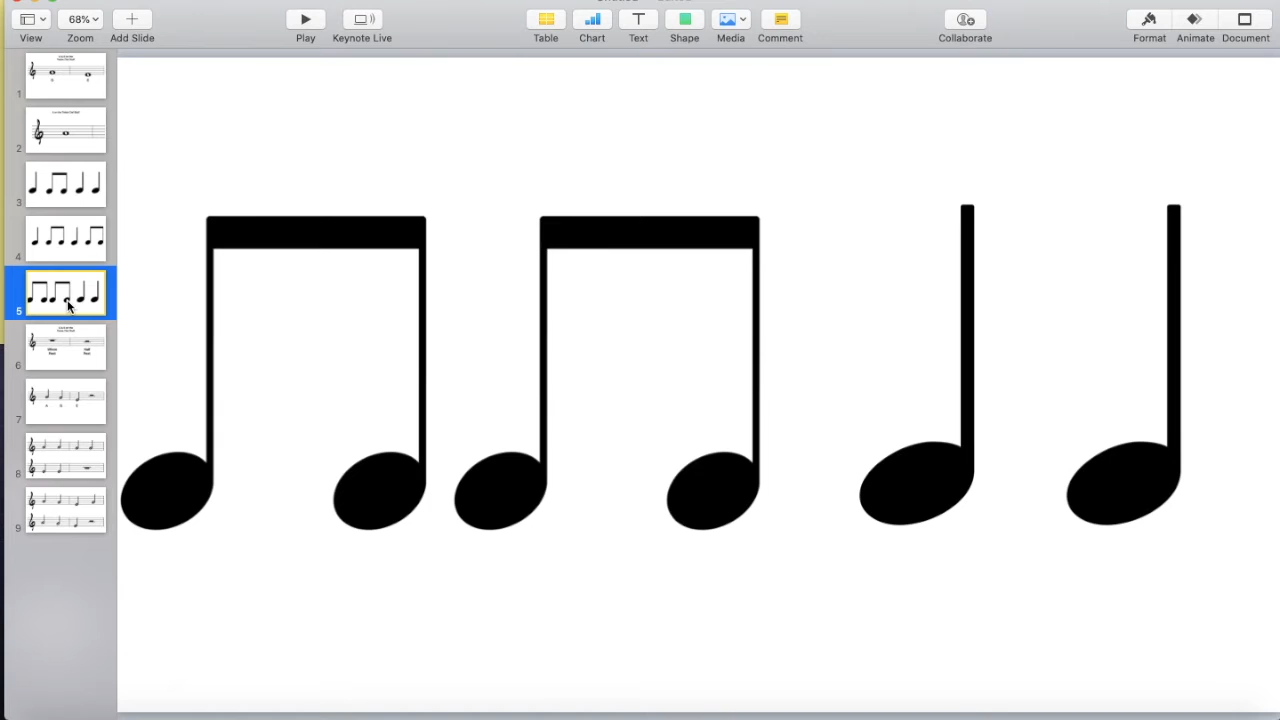 68%
View
Zoom
Add Slide
Play
Keynote Live
Table
Chart
Text
Shape
Media
Comment
Collaborate
Format
Animate
Document
1
2
3
4
5
6
7
8
9